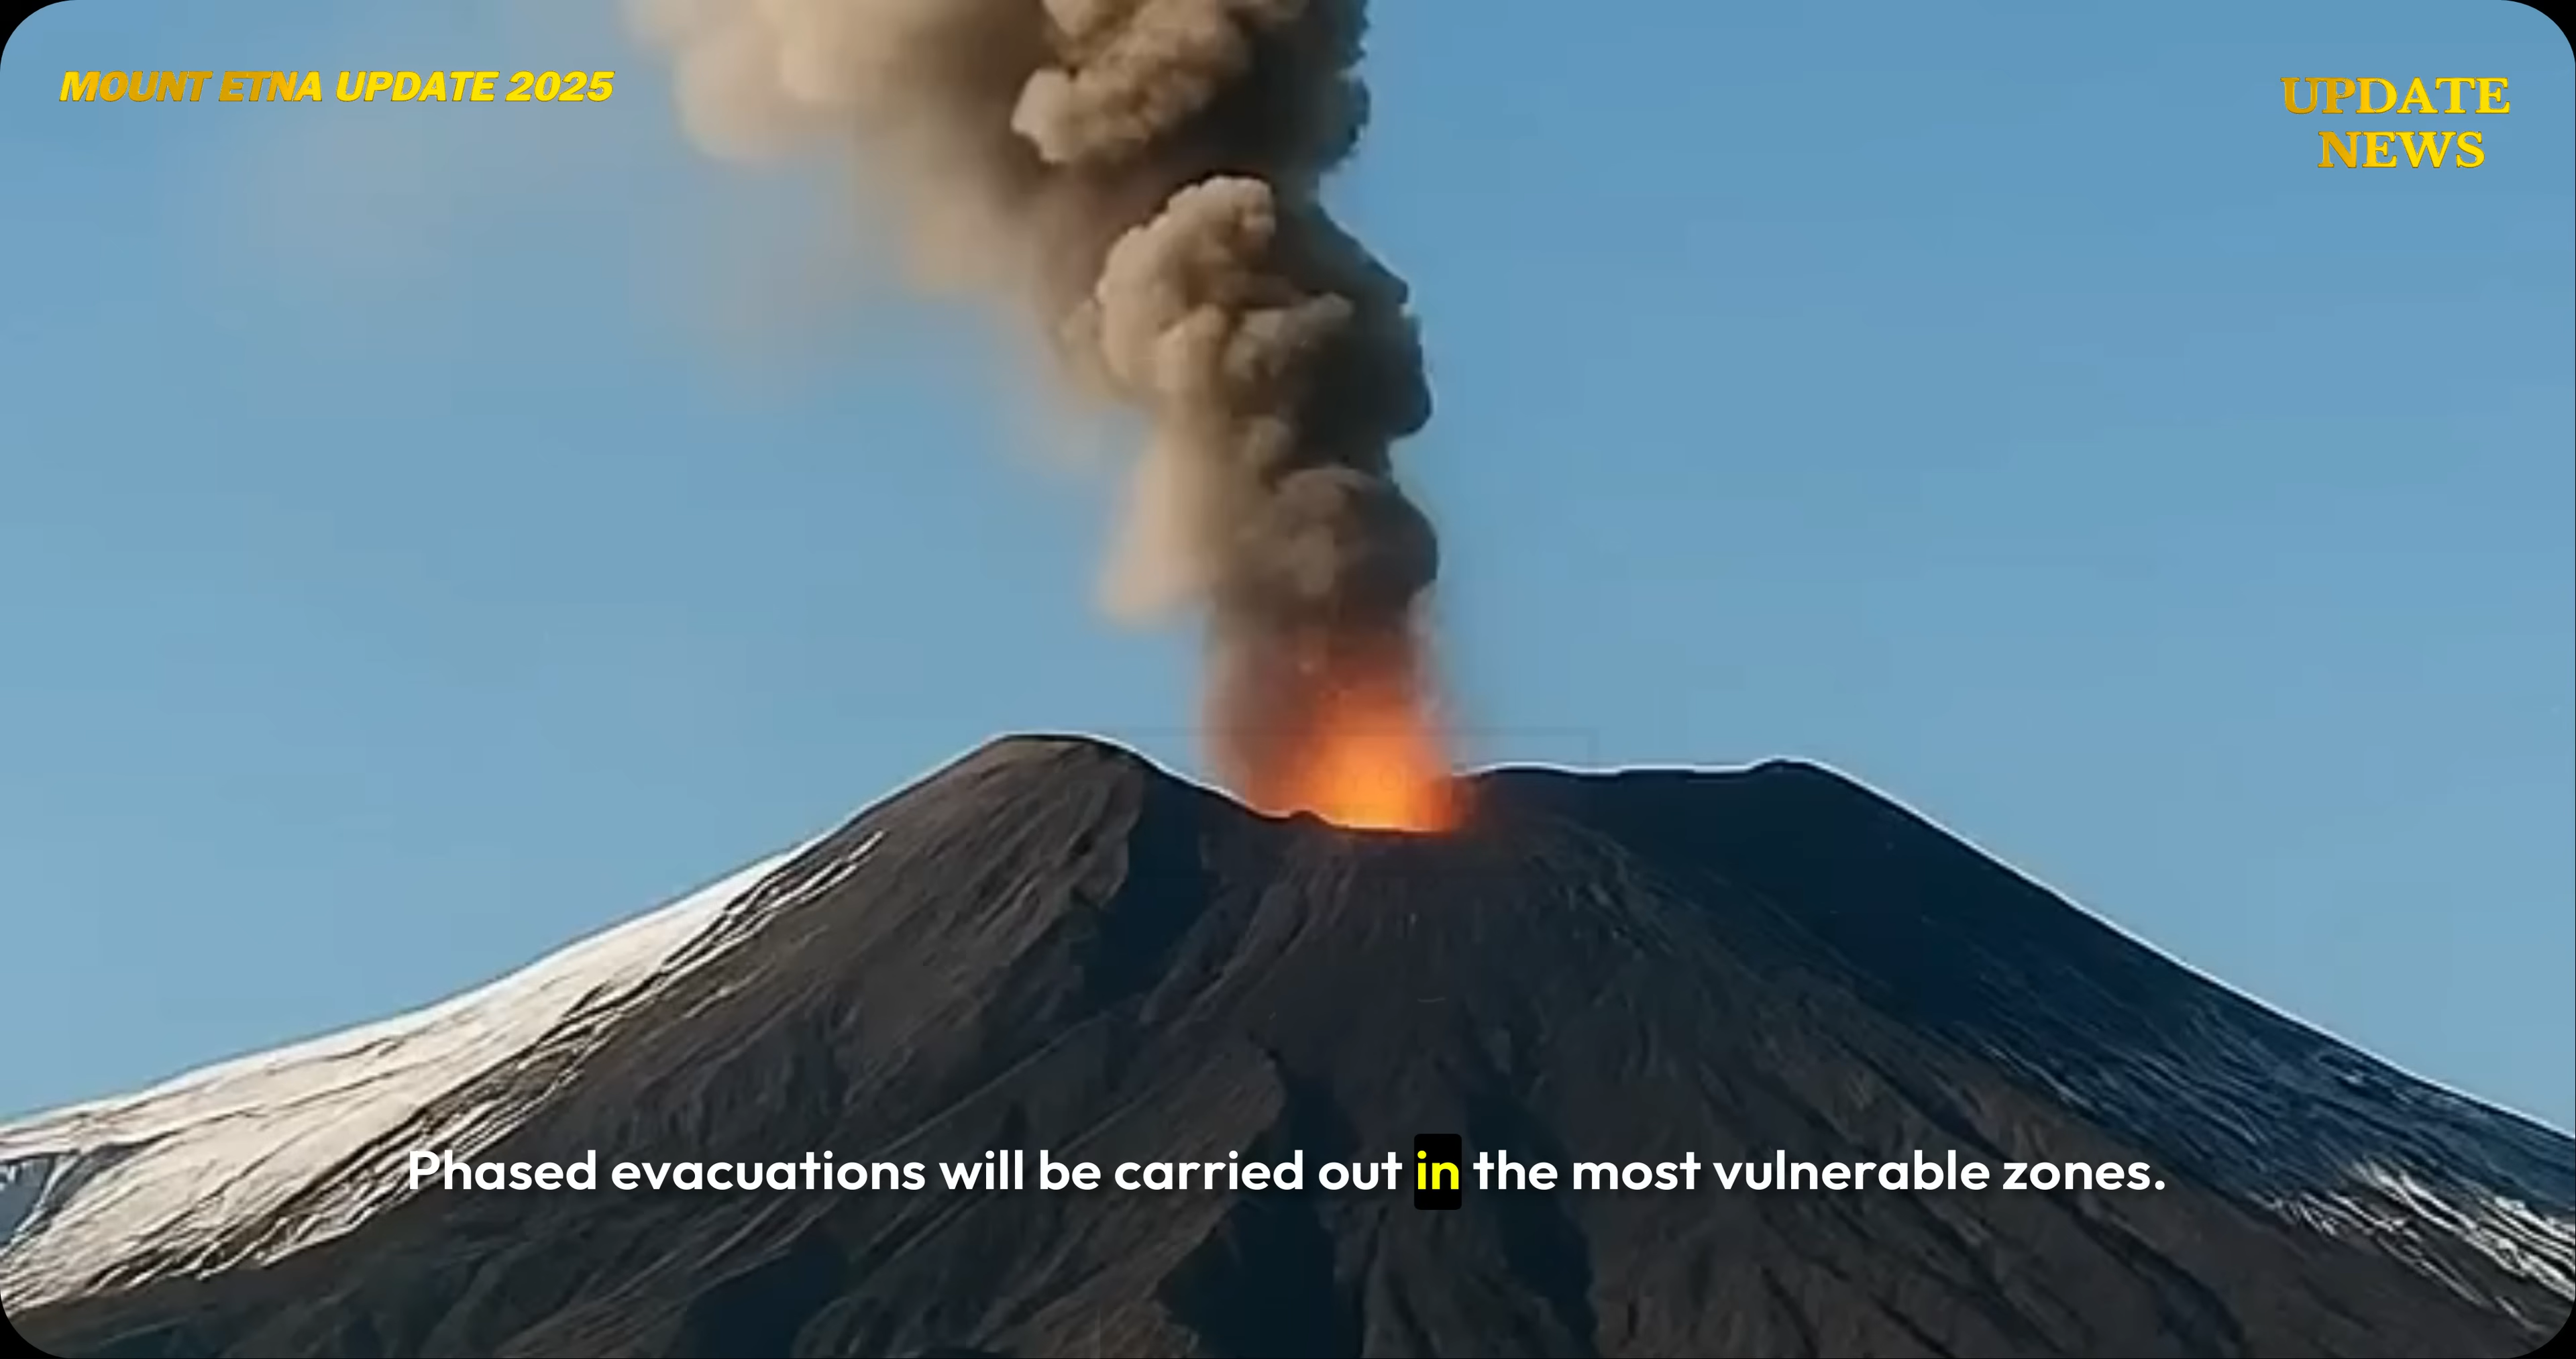 MOUNT ETNA UPDATE 2025
UPDATE
NEWS
Phased evacuations will be carried out in the most vulnerable zones.